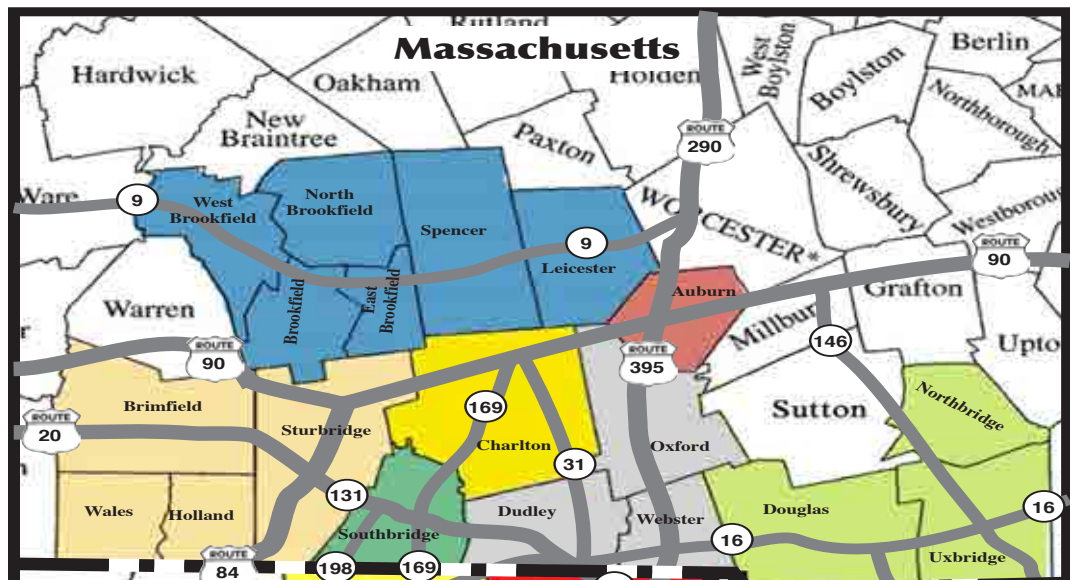 Rutland
Massachusetts
Hardwick
Oakham
Holden
West
Boylston
Boylston
Berlin
Northborough
New
Braintree
Paxton
ROUTE
290
Shrewsbury
Ware
9
West
Brookfield
North
Brookfield
Spencer
9
Leicester
WORCESTER*
ROUTE
90
Auburn
Grafton
Warren
Brookfield
East
Brookfield
Millbur
146
Upto
ROUTE
90
ROUTE
395
Brimfield
169
Sutton
Northbridge
ROUTE
20
Sturbridge
Charlton
Oxford
31
131
Wales
Holland
Southbridge
Dudley
Webster
Douglas
16
16
Uxbridge
ROUTE
84
198
169